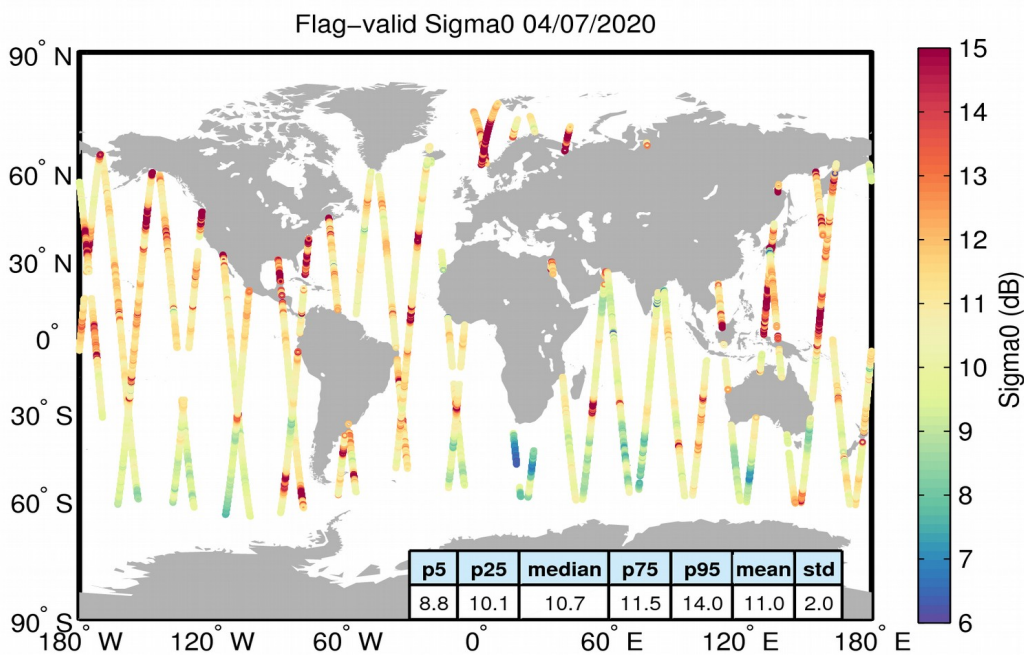 Flag−valid Sigma0 04/07/2020
90° N
60° N
30° N
0°
30° S
60° S
90° S
180° W
120° W
60° W
0°
60° E
120° E
180° E
15
14
13
12
11
10
9
8
7
6
Sigma0 (dB)
p5 p25 median p75 p95 mean std
8.8 10.1 10.7 11.5 14.0 11.0 2.0